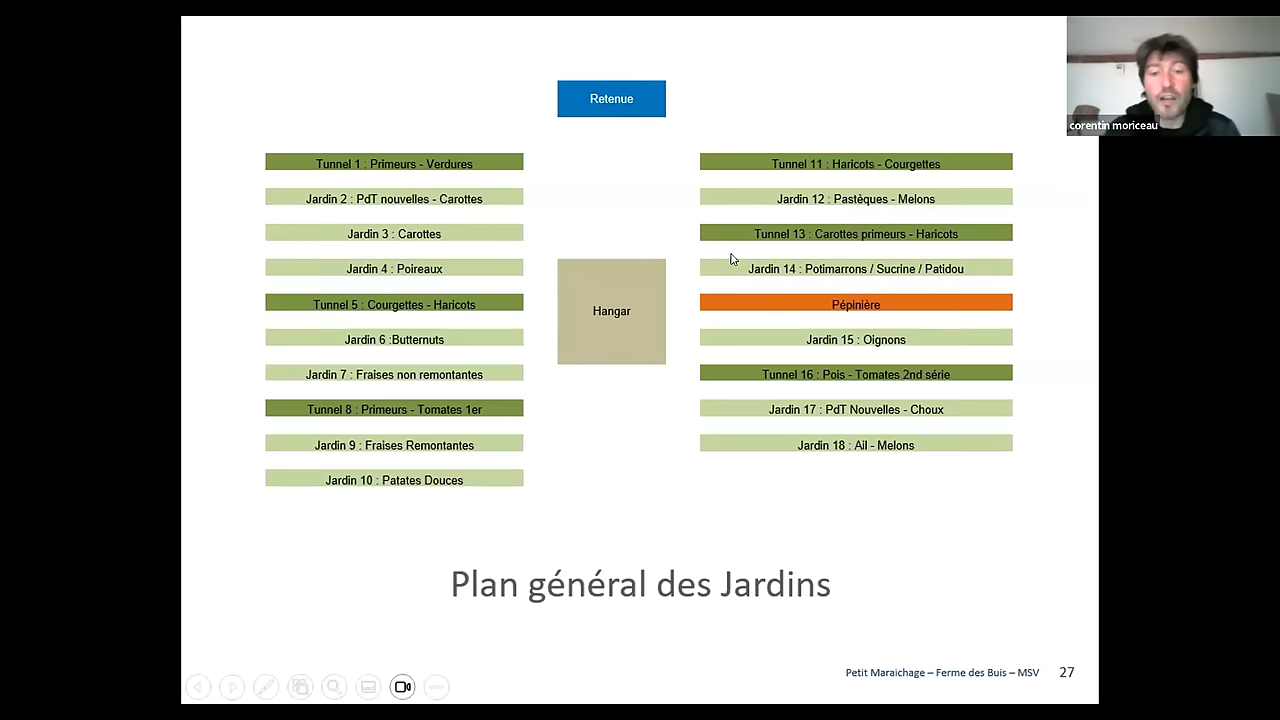 Retenue
corentin moriceau
Tunnel 1 : Primeurs - Verdures
Jardin 2 : PdT nouvelles - Carottes
Jardin 3 : Carottes
Jardin 4 : Poireaux
Tunnel 5 : Courgettes - Haricots
Jardin 6 :Butternuts
Jardin 7 : Fraises non remontantes
Tunnel 8 : Primeurs - Tomates 1er
Jardin 9 : Fraises Remontantes
Jardin 10 : Patates Douces
Hangar
Tunnel 11 : Haricots - Courgettes
Jardin 12 : Pastèques - Melons
Tunnel 13 : Carottes primeurs - Haricots
Jardin 14 : Potimarrons / Sucrine / Patidou
Pépinière
Jardin 15 : Oignons
Tunnel 16 : Pois - Tomates 2nd série
Jardin 17 : PdT Nouvelles - Choux
Jardin 18 : Ail - Melons
Plan général des Jardins
Petit Maraichage – Ferme des Buis – MSV 27